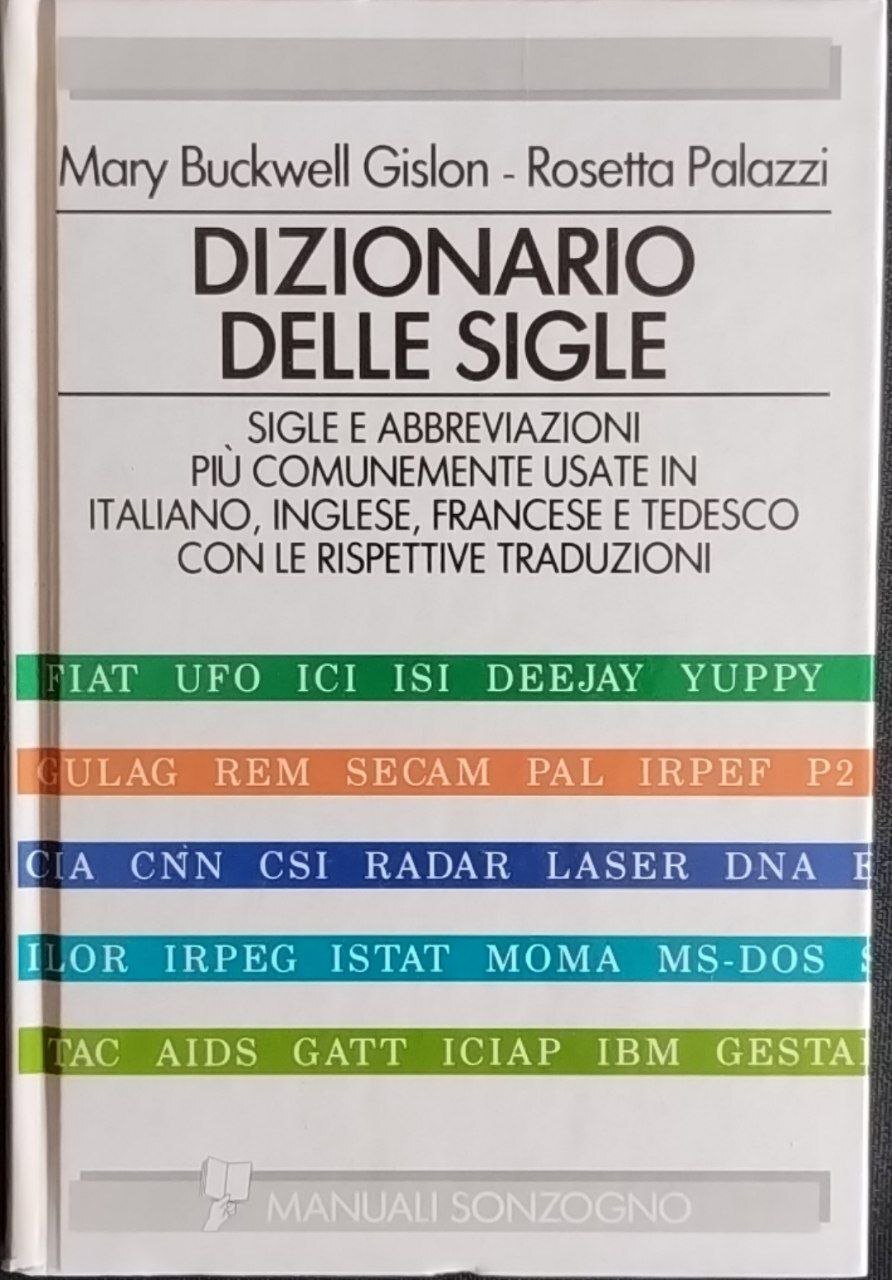 Mary Buckwell Gislon - Rosetta Palazzi
DIZIONARIO
DELLE SIGLE
SIGLE E ABBREVIAZIONI
PIÙ COMUNEMENTE USATE IN
ITALIANO, INGLESE, FRANCESE E TEDESCO
CON LE RISPETTIVE TRADUZIONI
FIAT UFO ICI ISI DEEJAY YUPPY
GULAG REM SECAM PAL IRPEF P2
CIA CNN CSI RADAR LASER DNA
ILOR IRPEG ISTAT MOMA MS-DOS
TAC AIDS GATT ICIAP IBM
MANUALI SONZOGNO